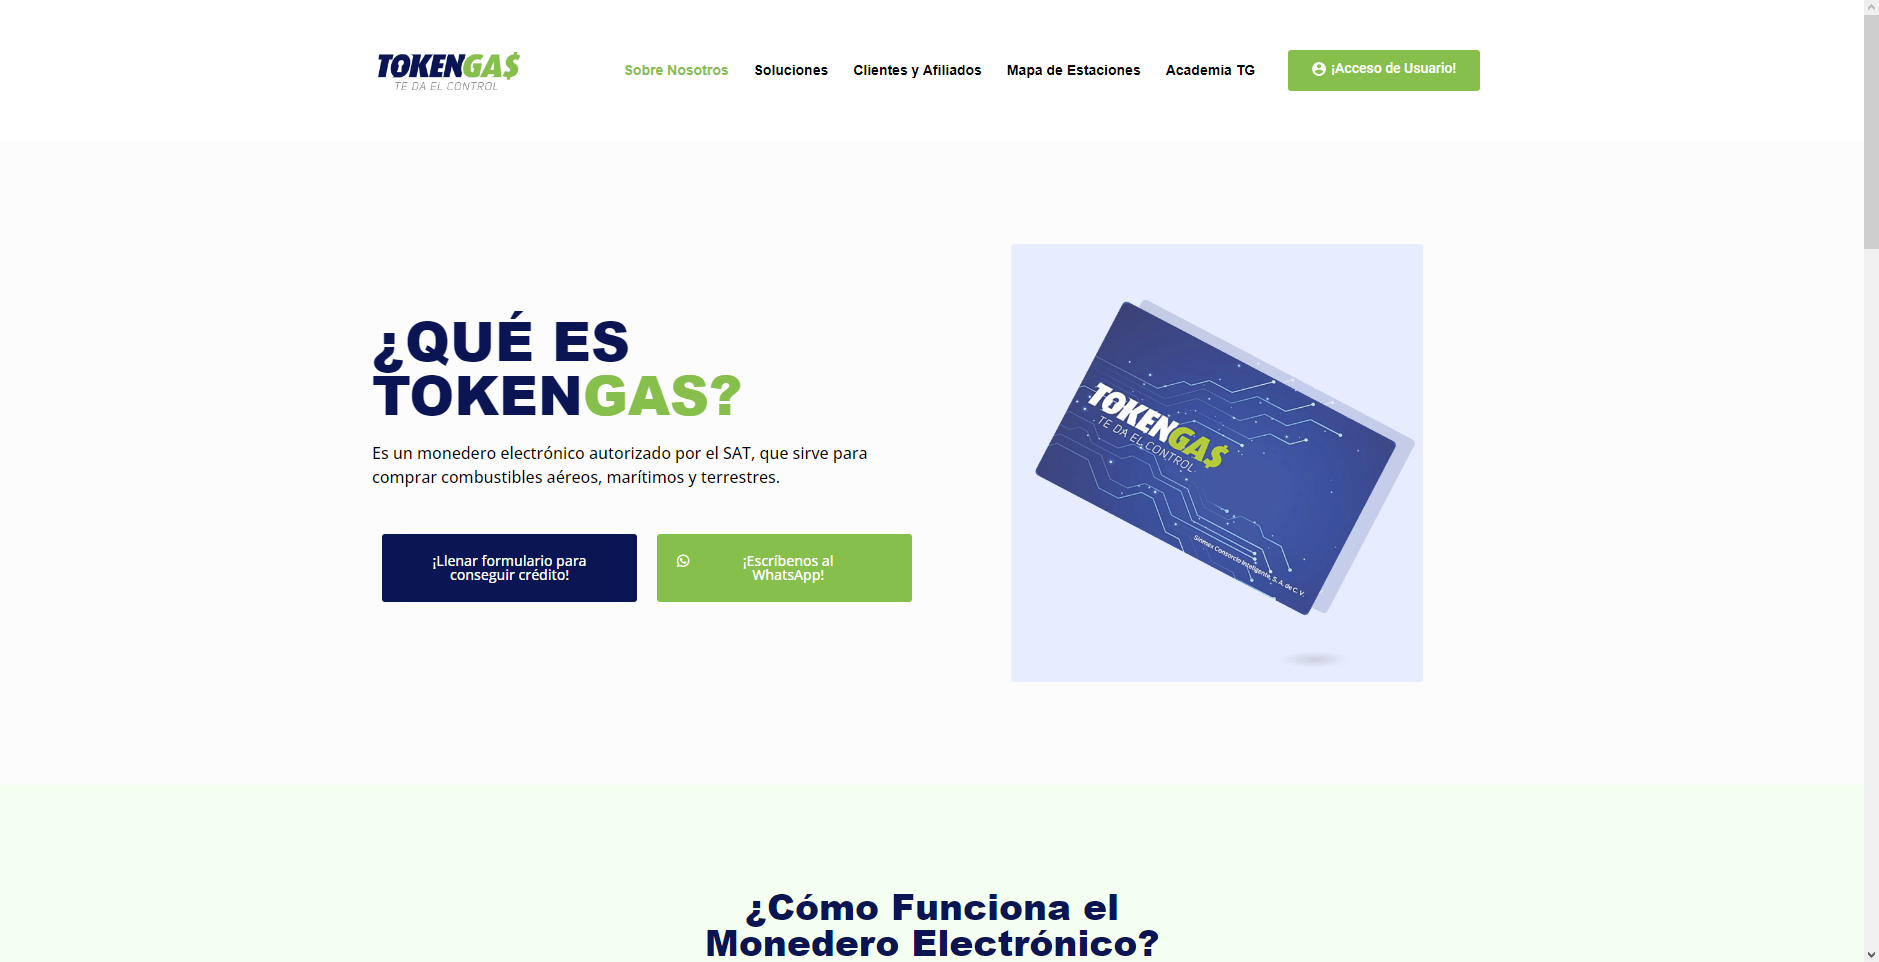 TOKENGA$
TE DA EL CONTROL
Sobre Nosotros
Soluciones
Clientes y Afiliados
Mapa de Estaciones
Academia TG
¡Acceso de Usuario!
¿QUÉ ES
TOKENGAS?
Es un monedero electrónico autorizado por el SAT, que sirve para
comprar combustibles aéreos, marítimos y terrestres.
¡Llenar formulario para
conseguir crédito!
¡Escríbenos al
WhatsApp!
TOKENGA$
TE DA EL CONTROL
Sinmex Consorcio Inteligente, S. A. de C. V.
¿Cómo Funciona el
Monedero Electrónico?